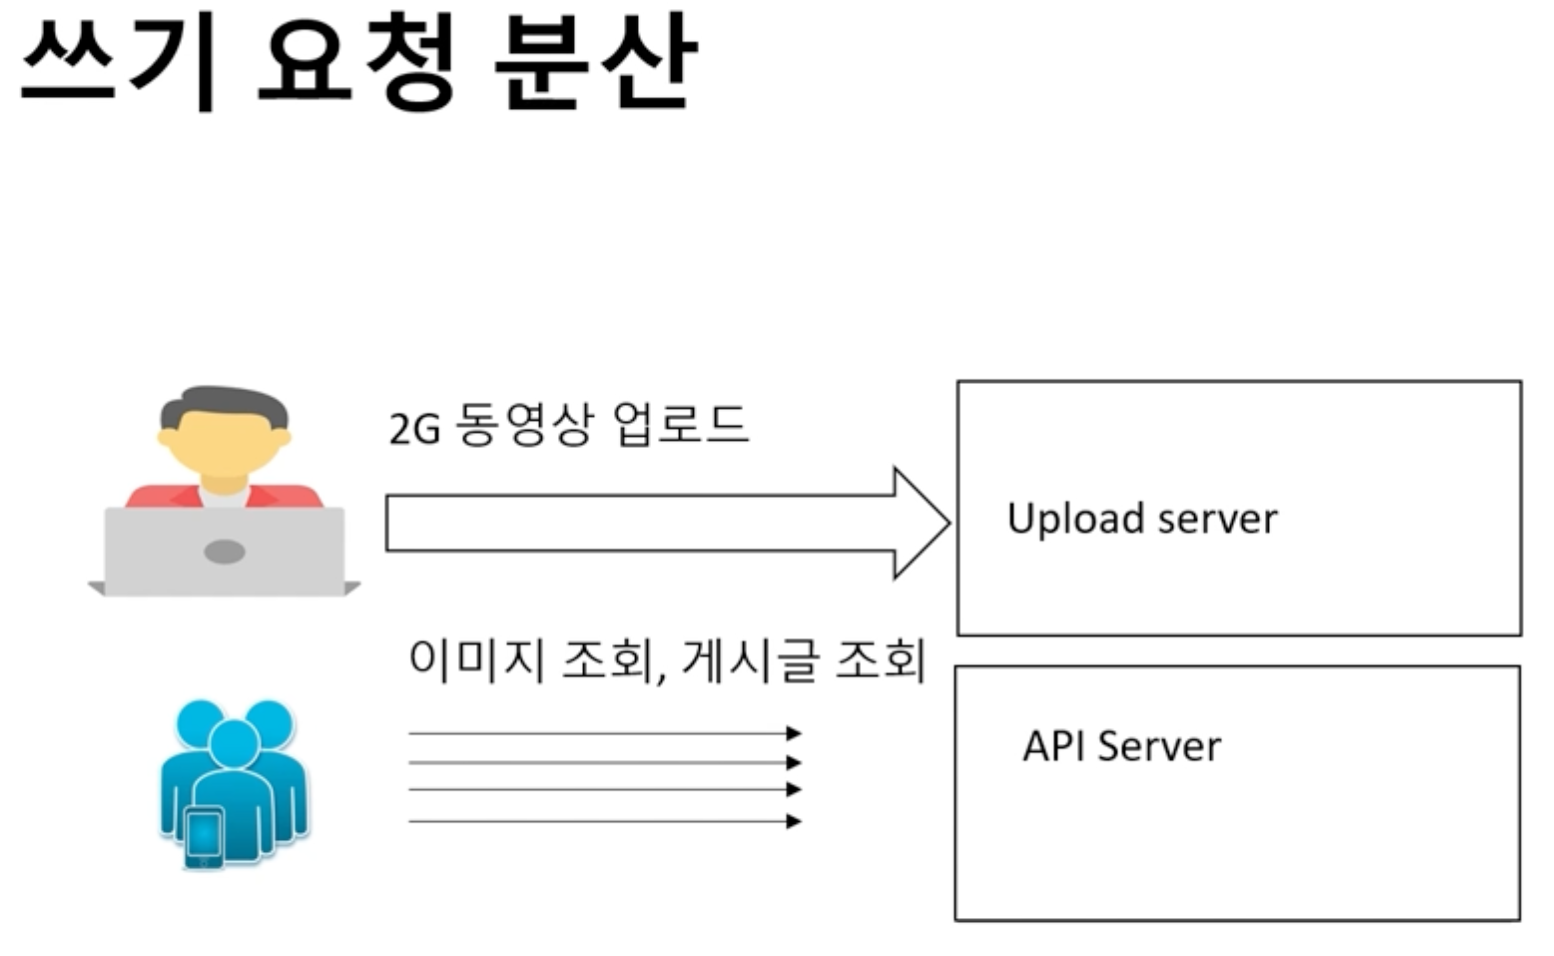 쓰기 요청 분산
2G 동영상 업로드
Upload server
이미지 조회, 게시글 조회
API Server